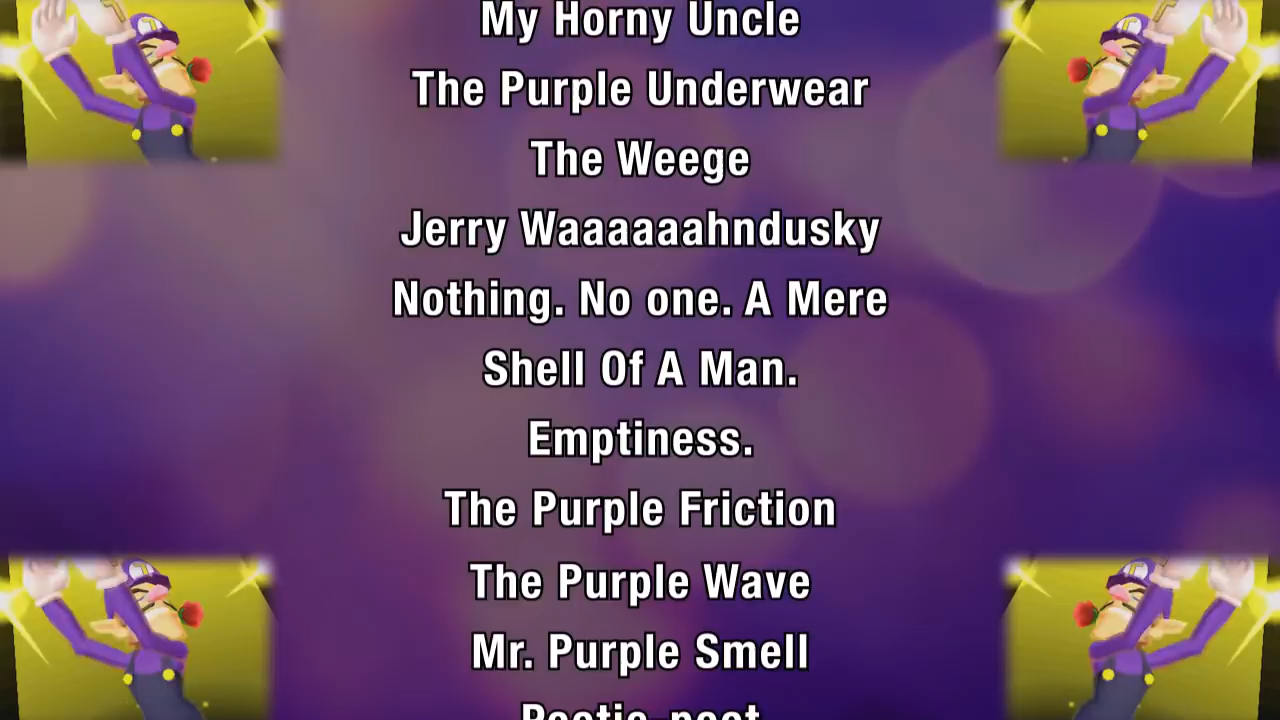 My Horny Uncle
The Purple Underwear
The Weege
Jerry Waaaaaahndusky
Nothing. No one. A Mere
Shell Of A Man.
Emptiness.
The Purple Friction
The Purple Wave
Mr. Purple Smell